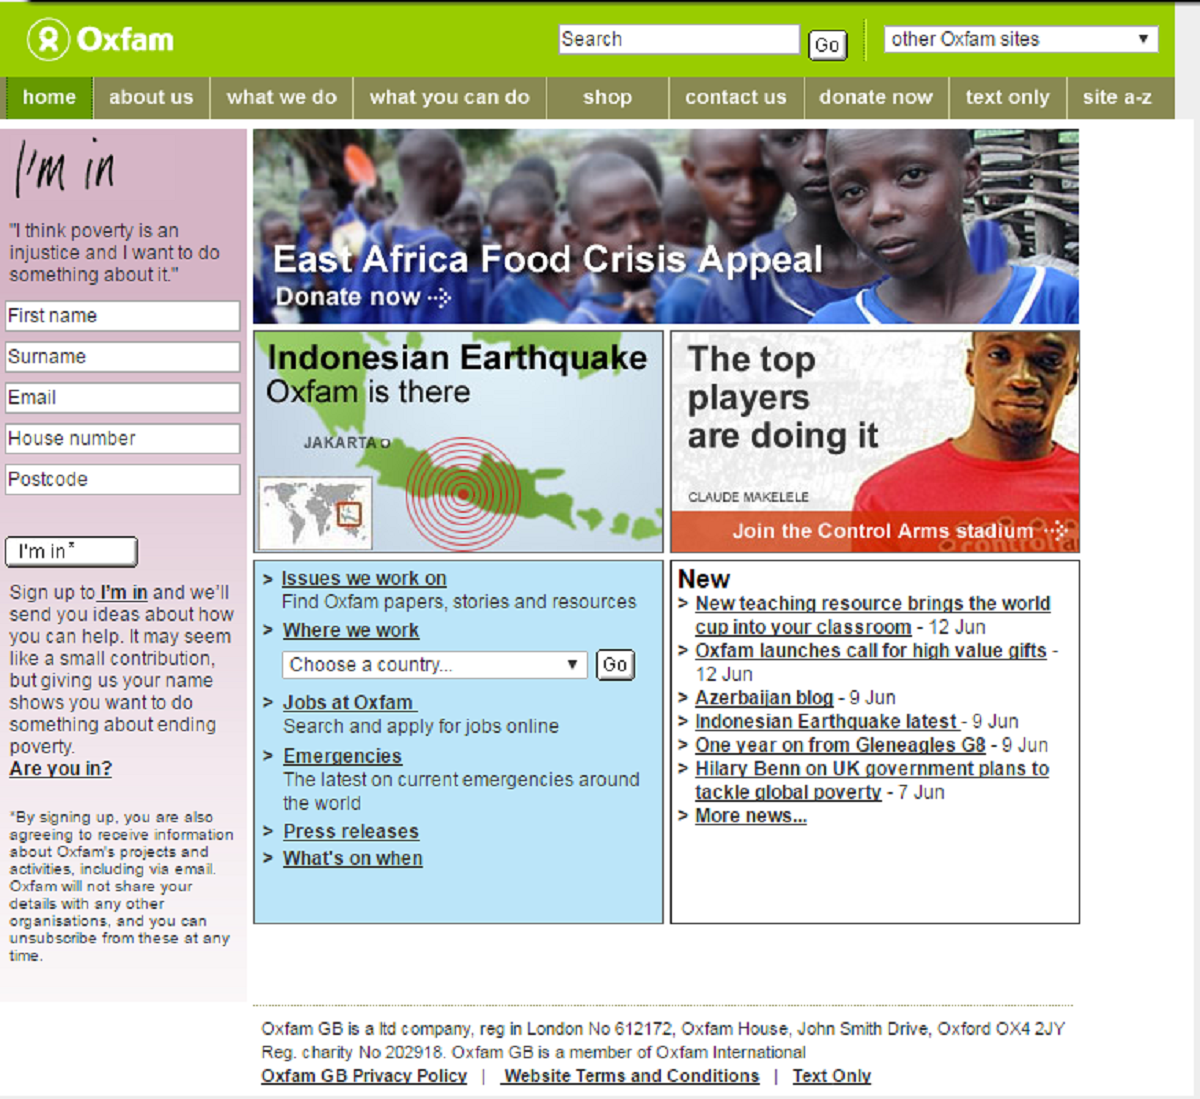 Oxfam
Search
Go
other Oxfam sites
home
about us
what we do
what you can do
shop
contact us
donate now
text only
site a-z
I'm in
"I think poverty is an
injustice and I want to do
something about it."
First name
Surname
Email
House number
Postcode
I'm in*
Sign up to I'm in and we'll
send you ideas about how
you can help. It may seem
like a small contribution,
but giving us your name
shows you want to do
something about ending
poverty.
Are you in?
*By signing up, you are also
agreeing to receive information
about Oxfam's projects and
activities, including via email.
Oxfam will not share your
details with any other
organisations, and you can
unsubscribe from these at any
time.
East Africa Food Crisis Appeal
Donate now
Indonesian Earthquake
Oxfam is there
JAKARTA
The top
players
are doing it
CLAUDE MAKELELE
Join the Control Arms stadium
> Issues we work on
Find Oxfam papers, stories and resources
> Where we work
Choose a country...
Go
> Jobs at Oxfam
Search and apply for jobs online
> Emergencies
The latest on current emergencies around
the world
> Press releases
> What's on when
New
> New teaching resource brings the world
cup into your classroom - 12 Jun
> Oxfam launches call for high value gifts -
12 Jun
> Azerbaijan blog - 9 Jun
> Indonesian Earthquake latest - 9 Jun
> One year on from Gleneagles G8 - 9 Jun
> Hilary Benn on UK government plans to
tackle global poverty - 7 Jun
> More news...
Oxfam GB is a ltd company, reg in London No 612172, Oxfam House, John Smith Drive, Oxford OX4 2JY
Reg. charity No 202918. Oxfam GB is a member of Oxfam International
Oxfam GB Privacy Policy | Website Terms and Conditions | Text Only